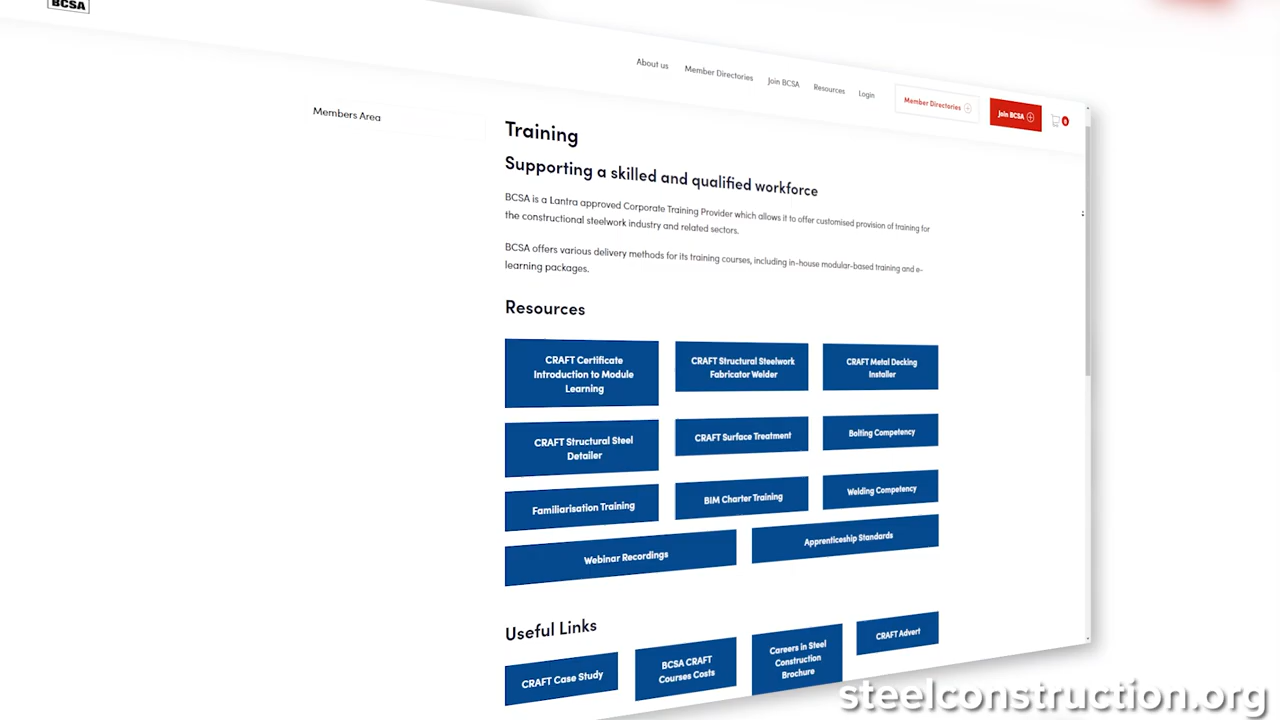 BCSA
About us
Member Directories
Join BCSA
Resources
Login
Member Directories
Join BCSA
0
Members Area
Training
Supporting a skilled and qualified workforce
BCSA is a Lantra approved Corporate Training Provider which allows it to offer customised provision of training for
the constructional steelwork industry and related sectors.
BCSA offers various delivery methods for its training courses, including in-house modular-based training and e-
learning packages.
Resources
CRAFT Certificate
Introduction to Module
Learning
CRAFT Structural Steelwork
Fabricator Welder
CRAFT Metal Decking
Installer
CRAFT Structural Steel
Detailer
CRAFT Surface Treatment
Bolting Competency
Familiarisation Training
BIM Charter Training
Welding Competency
Webinar Recordings
Apprenticeship Standards
Useful Links
CRAFT Case Study
BCSA CRAFT
Courses Costs
Careers in Steel
Construction
Brochure
CRAFT Advert
steelconstruction.org